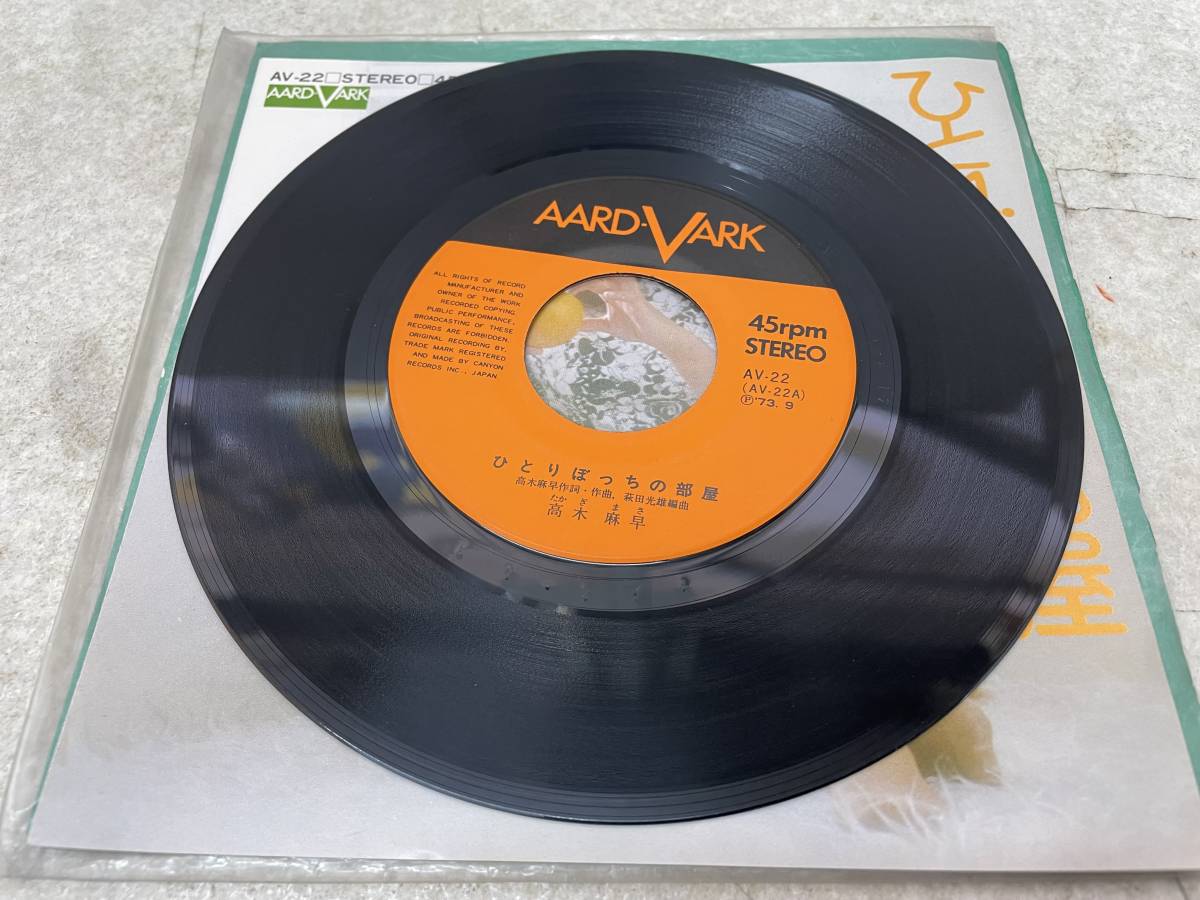 AV-22□STEREO□45
AARD-VARK
AARD-VARK
ALL RIGHTS OF RECORD
MANUFACTURER AND
OWNER OF THE WORK
RECORDED COPYING,
PUBLIC PERFORMANCE,
BROADCASTING OF THESE
RECORDS ARE FORBIDDEN.
ORIGINAL RECORDING BY,
TRADE MARK REGISTERED
AND MADE BY CANYON
RECORDS INC., JAPAN
45rpm
STEREO
AV-22
(AV-22A)
Ⓟ'73. 9
ひとりぼっちの部屋
高木麻早作詞・作曲, 萩田光雄編曲
たか ぎ ま さ
高木 麻早
ひ